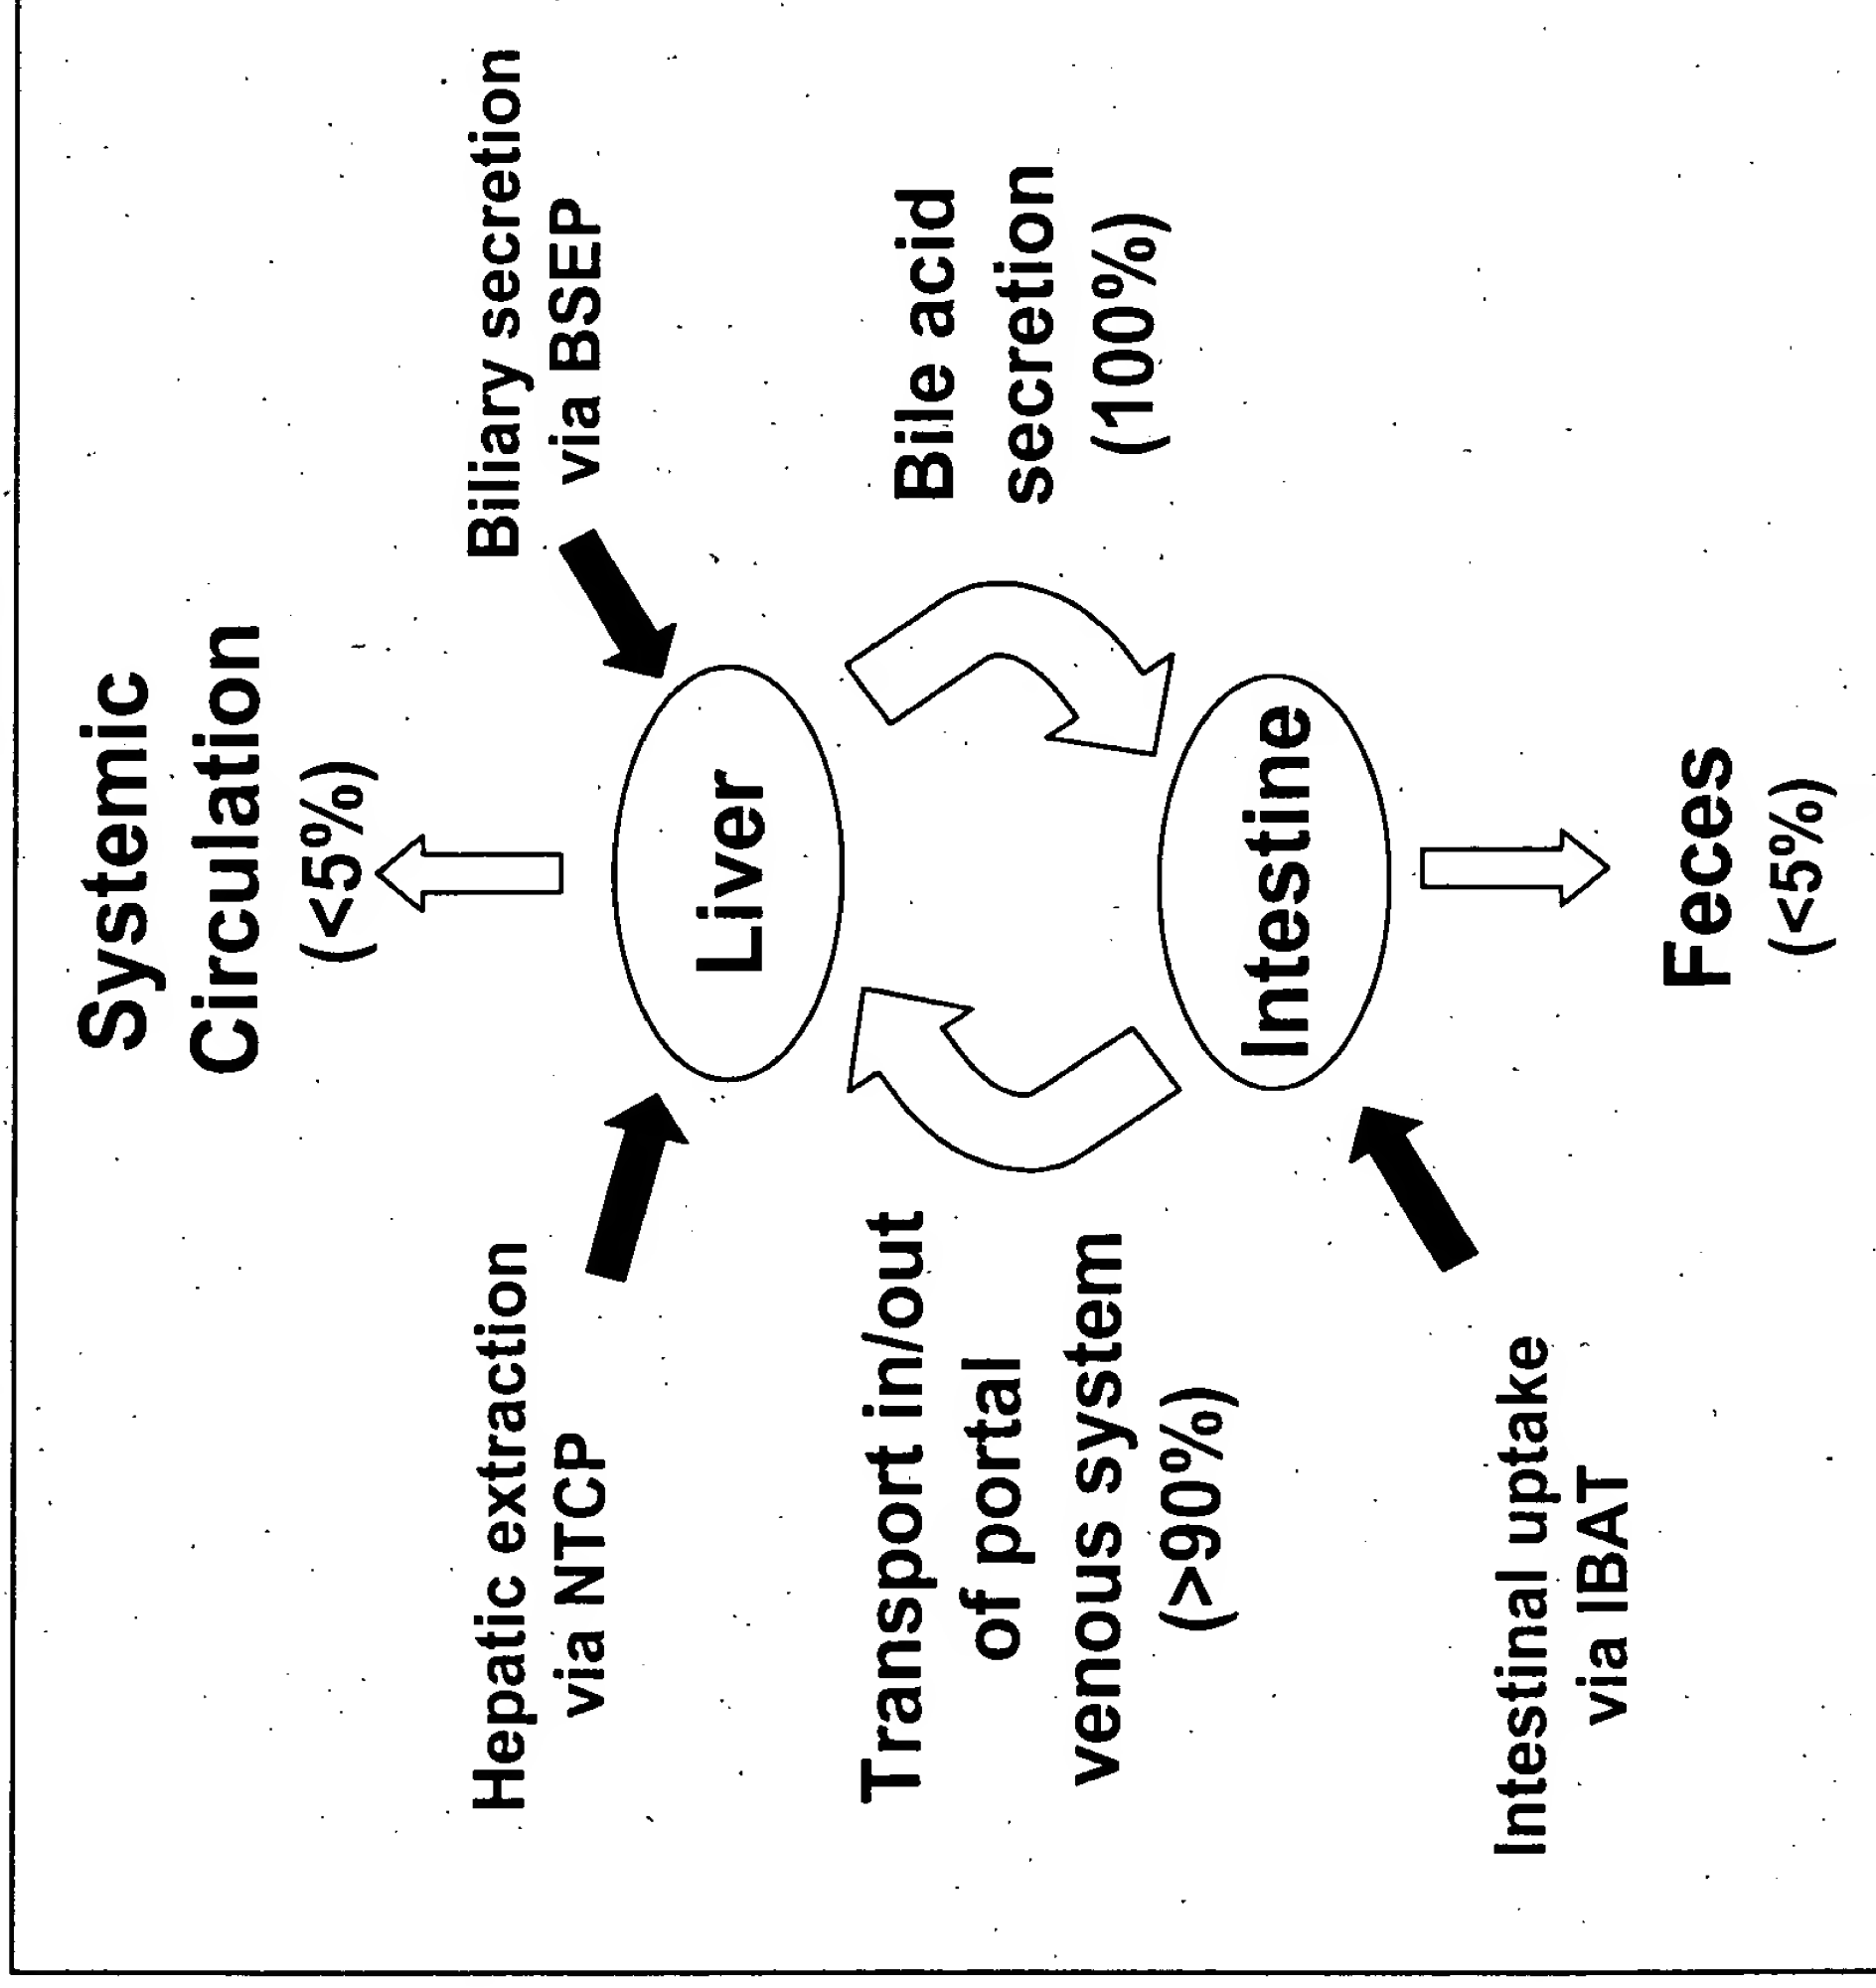 Systemic
Circulation
(<5%)
Hepatic extraction
via NTCP
Biliary secretion
via BSEP
Liver
Transport in/out
of portal
venous system
(>90%)
Bile acid
secretion
(100%)
Intestine
Intestinal uptake
via IBAT
Feces
(<5%)